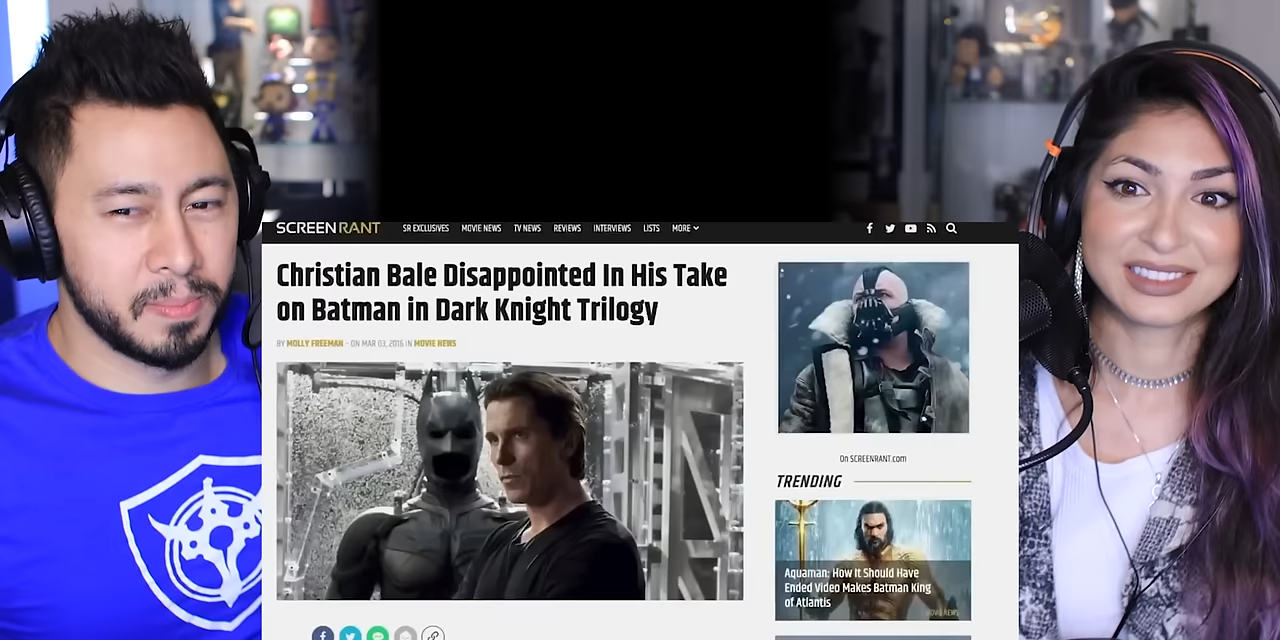 SCREENRANT
SR EXCLUSIVES MOVIE NEWS TV NEWS REVIEWS INTERVIEWS LISTS MORE
Christian Bale Disappointed In His Take
on Batman in Dark Knight Trilogy
BY MOLLY FREEMAN – ON MAR 03, 2016 IN MOVIE NEWS
On SCREENRANT.com
TRENDING
Aquaman: How It Should Have
Ended Video Makes Batman King
of Atlantis
MOVIE NEWS